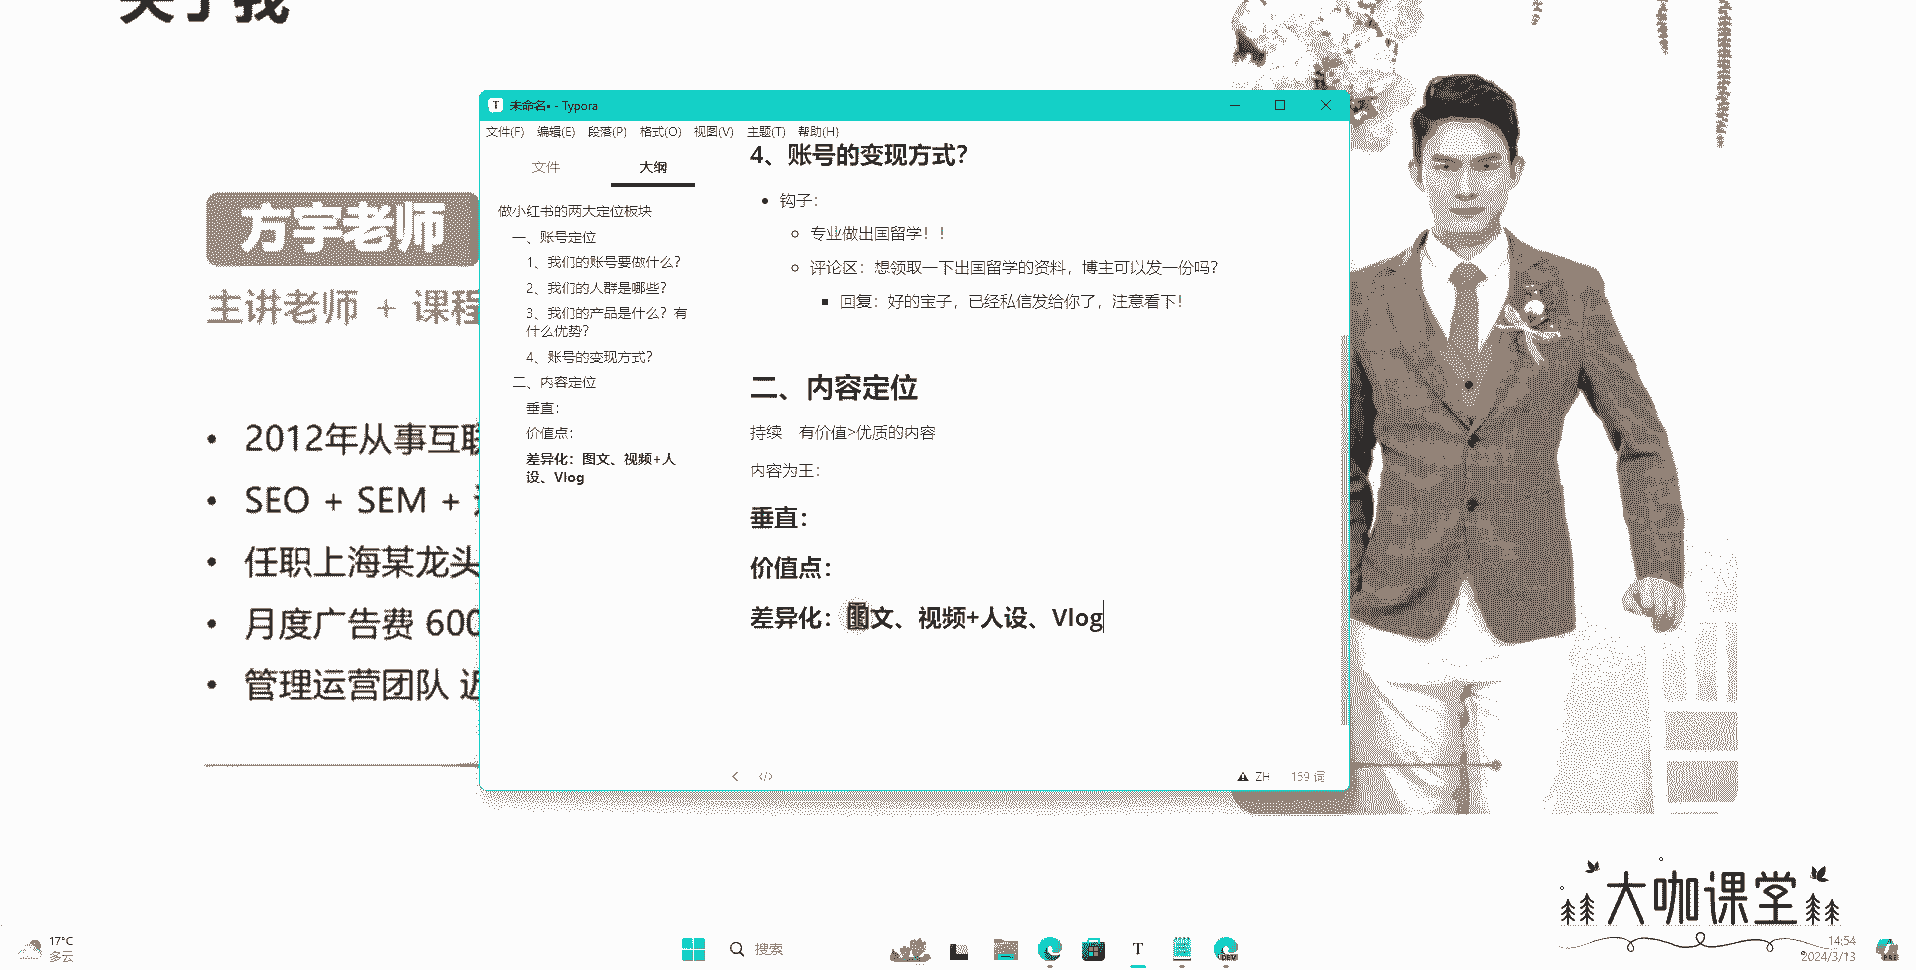 关于我
方宇老师
主讲老师 + 课程
• 2012年从事互联
• SEO + SEM +
• 任职上海某龙头
• 月度广告费 600
• 管理运营团队 近
未命名• - Typora
文件(F) 编辑(E) 段落(P) 格式(O) 视图(V) 主题(T) 帮助(H)
文件 大纲
做小红书的两大定位板块
一、账号定位
1、我们的账号要做什么？
2、我们的人群是哪些？
3、我们的产品是什么？有
什么优势？
4、账号的变现方式？
二、内容定位
垂直：
价值点：
差异化：图文、视频+人
设、Vlog
4、账号的变现方式？
钩子：
专业做出国留学！！
评论区：想领取一下出国留学的资料，博主可以发一份吗？
回复：好的宝子，已经私信发给你了，注意看下！
二、内容定位
持续 有价值>优质的内容
内容为王：
垂直：
价值点：
差异化：图文、视频+人设、Vlog
ZH 159 词
大咖课堂
17°C
多云
搜索
14:54
2024/3/13